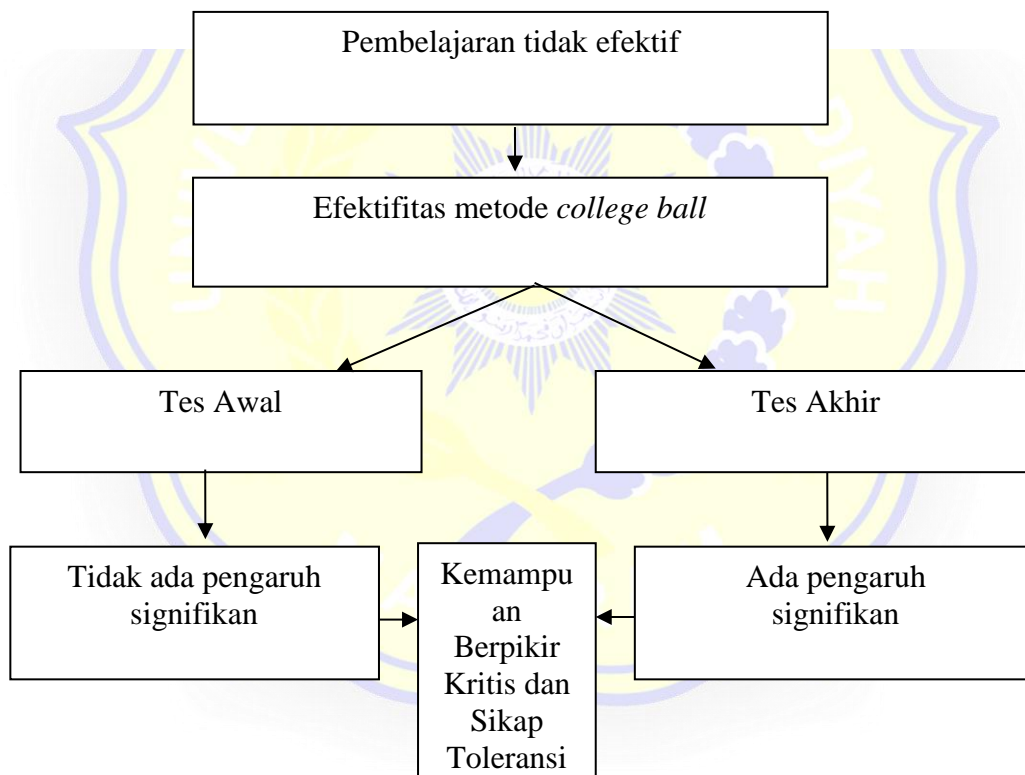 Pembelajaran tidak efektif
Efektifitas metode college ball
Tes Awal
Tes Akhir
Tidak ada pengaruh
signifikan
Kemampu
an
Berpikir
Kritis dan
Sikap
Toleransi
Ada pengaruh
signifikan